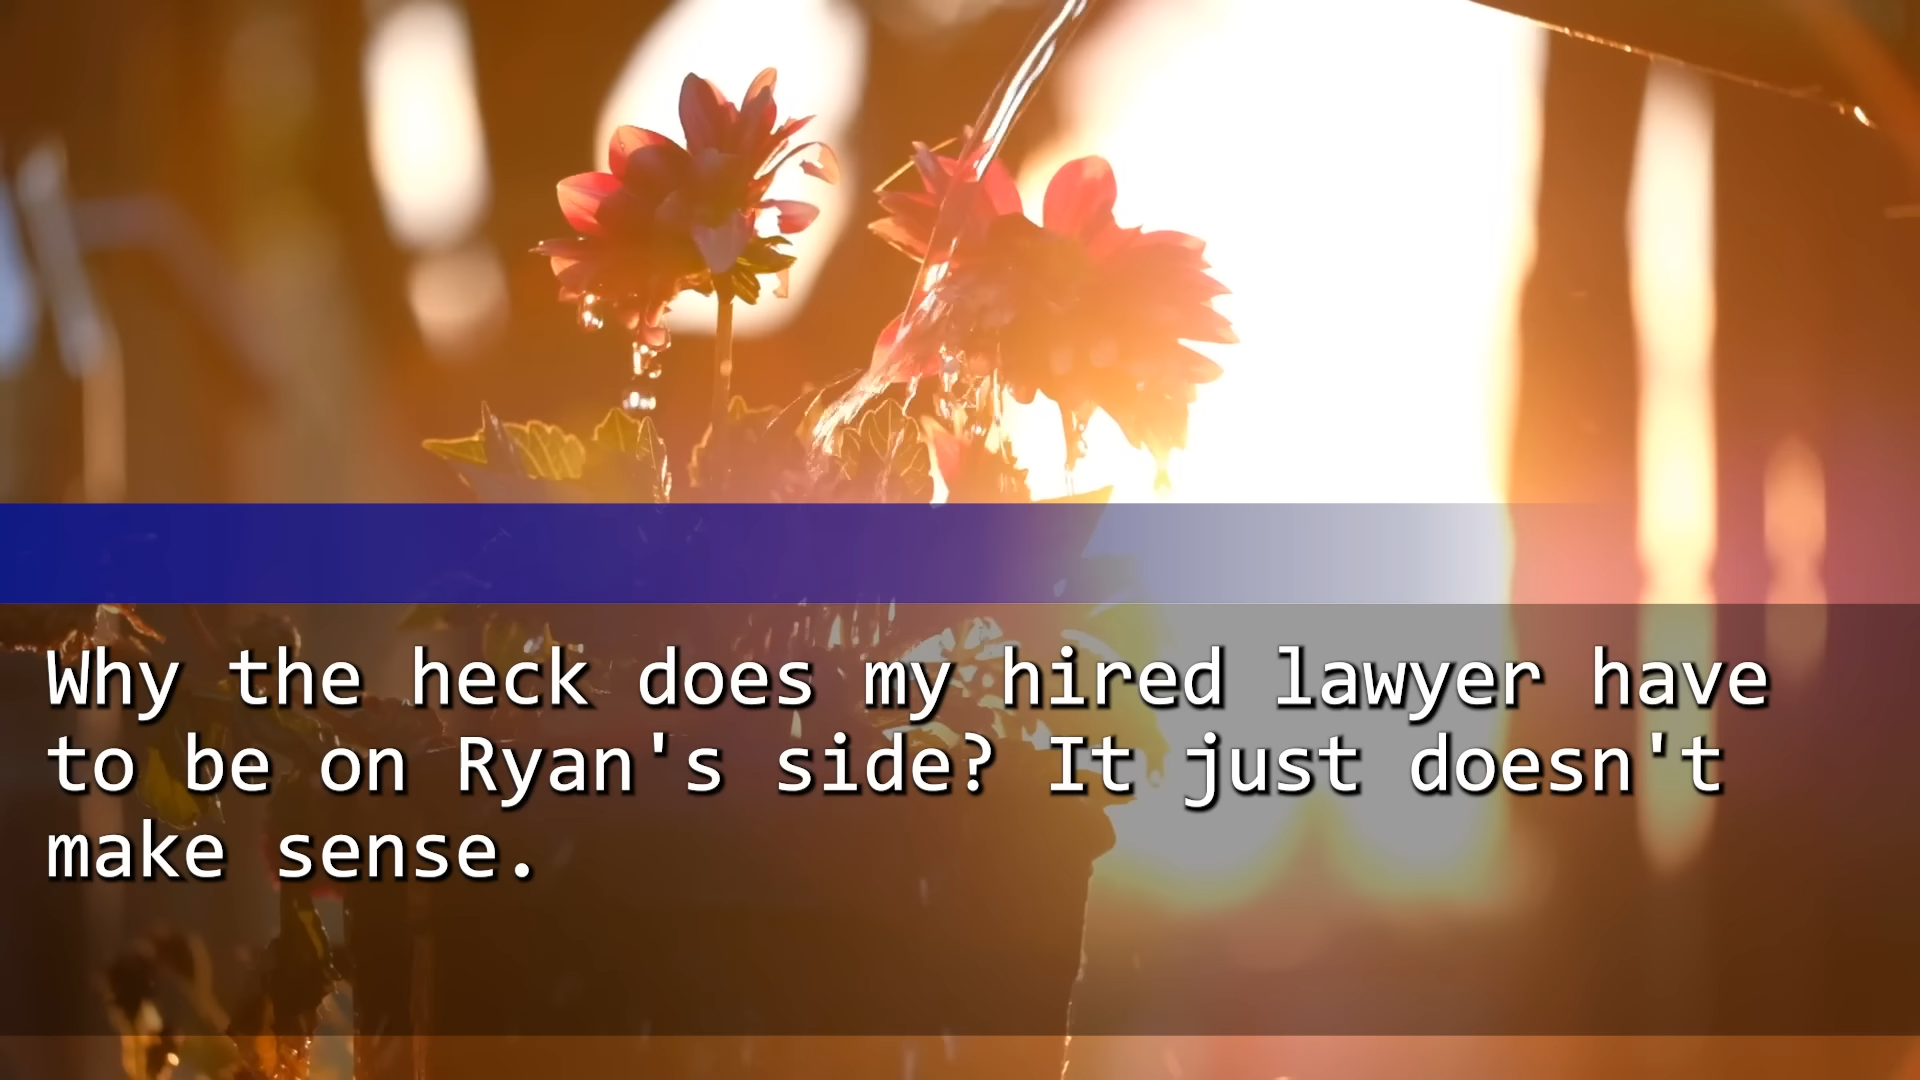 Why the heck does my hired lawyer have
to be on Ryan's side? It just doesn't
make sense.